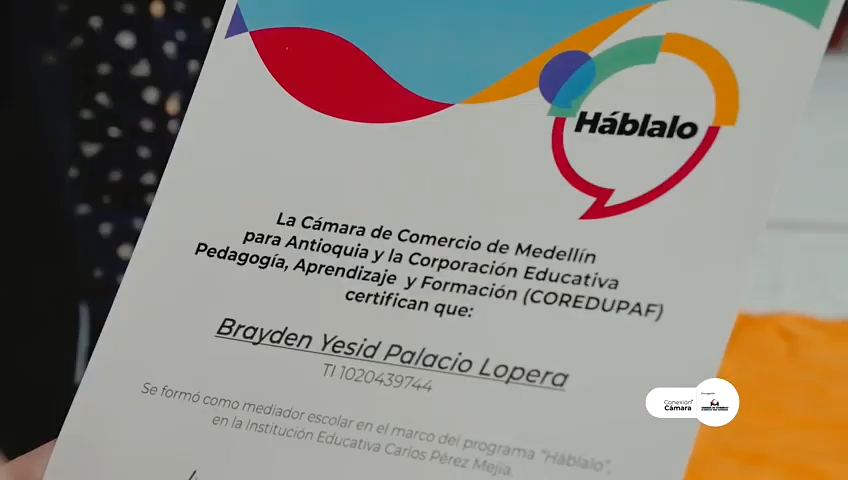 Háblalo
La Cámara de Comercio de Medellín
para Antioquia y la Corporación Educativa
Pedagogía, Aprendizaje y Formación (COREDUPAF)
certifican que:
Brayden Yesid Palacio Lopera
TI 1020439744
Se formó como mediador escolar en el marco del programa “Háblalo”,
en la Institución Educativa Carlos Pérez Mejía.
Conexión
Cámara